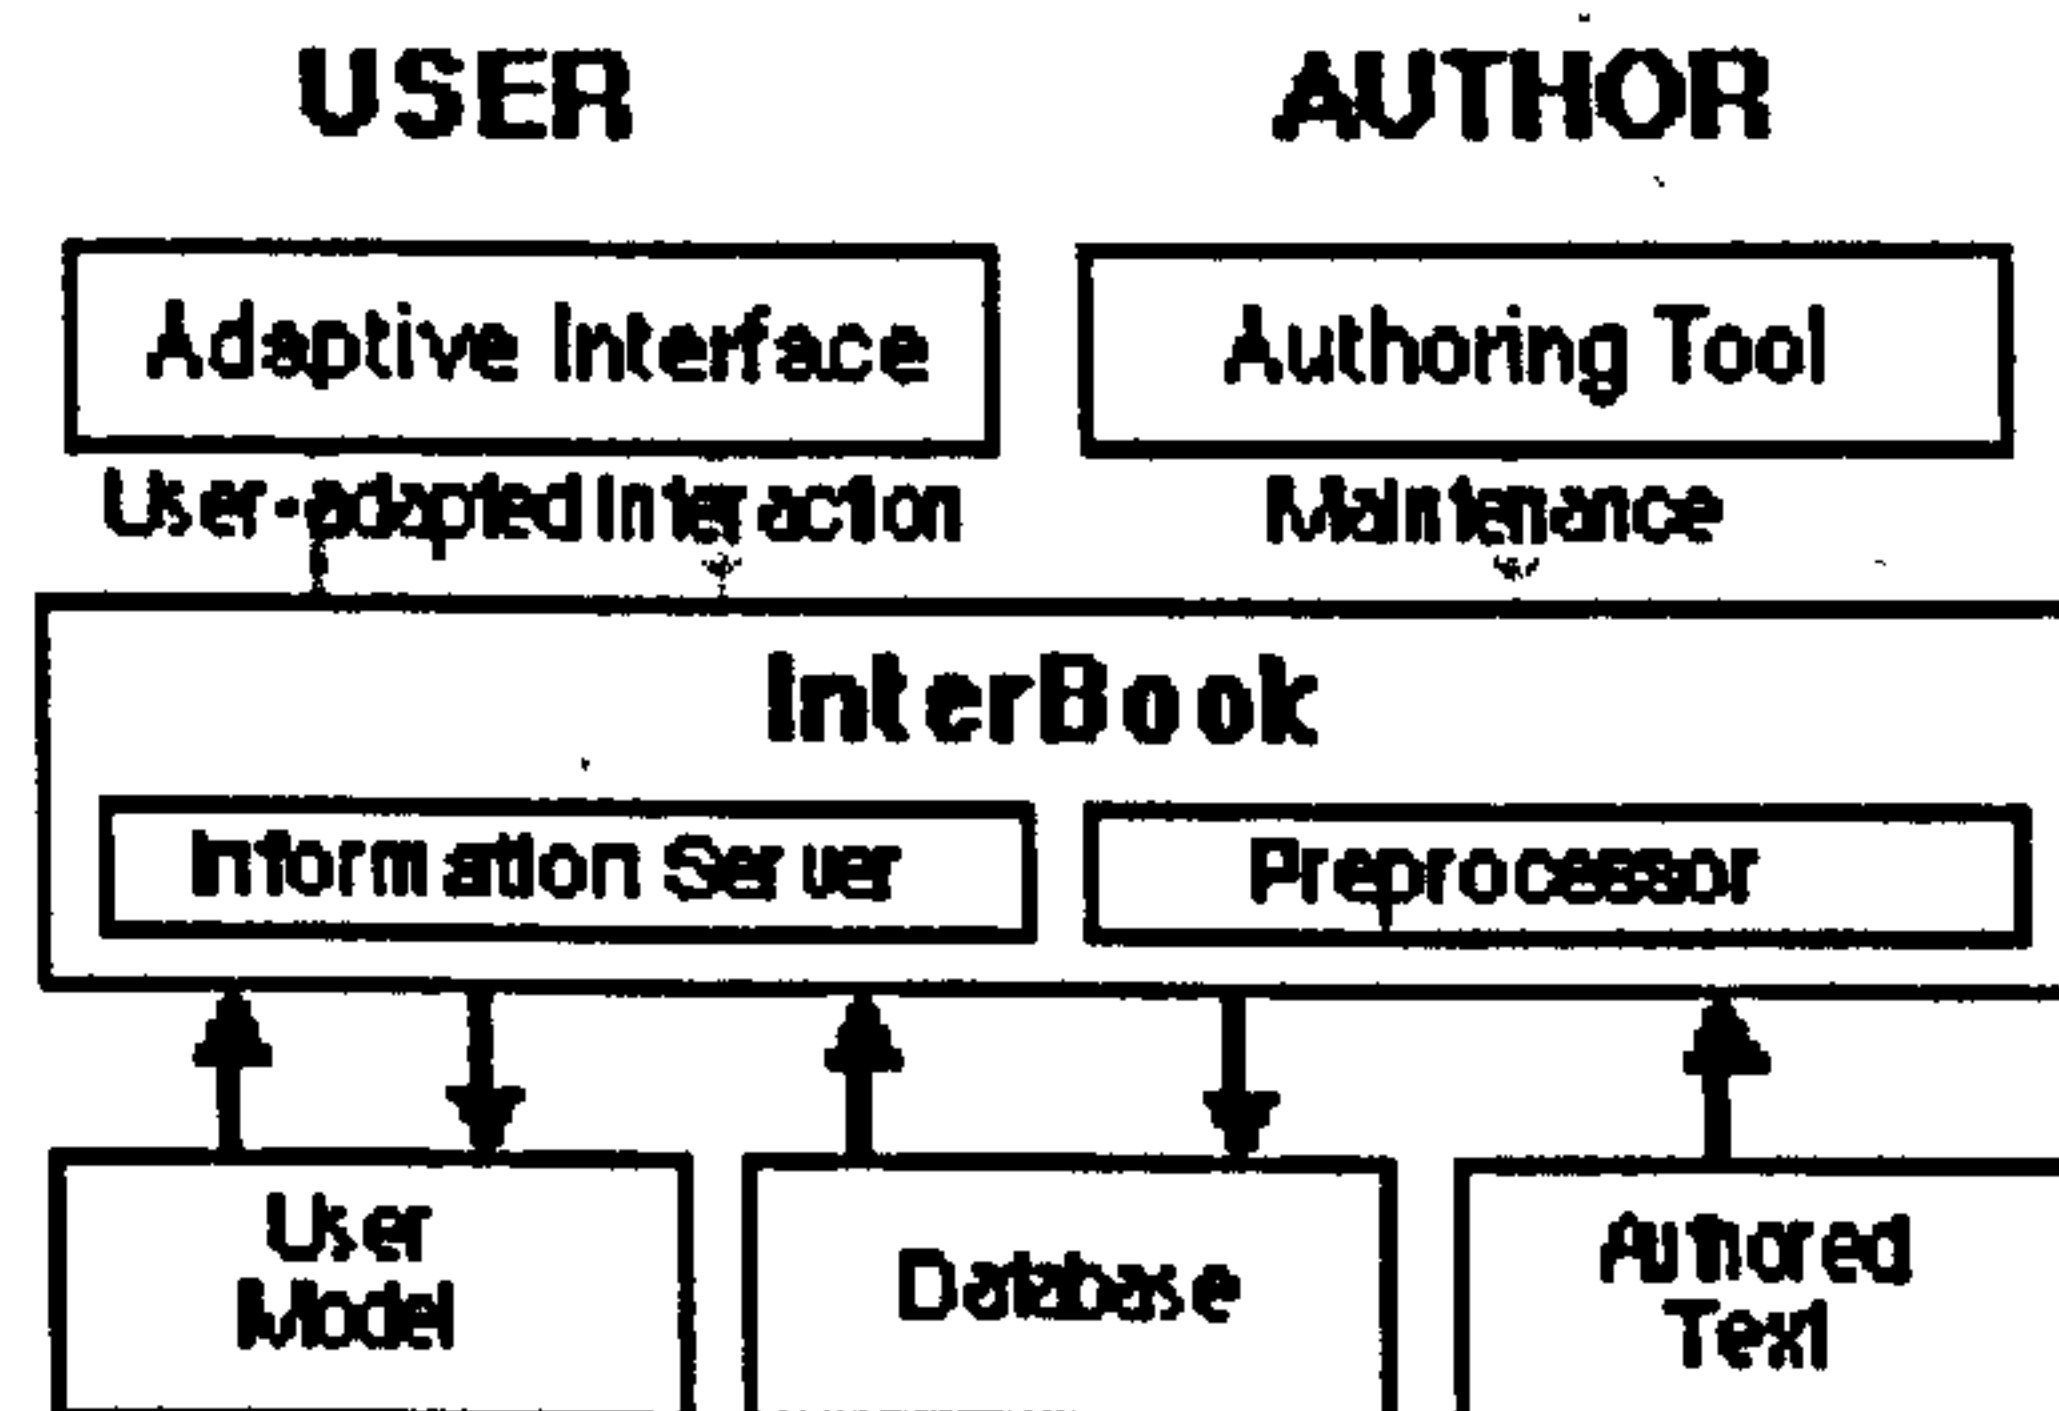 USER AUTHOR
Adaptive Interface Authoring Tool
User-adapted Interaction Maintenance
InterBook
Information Server Preprocessor
User Model
Database
Authored Text